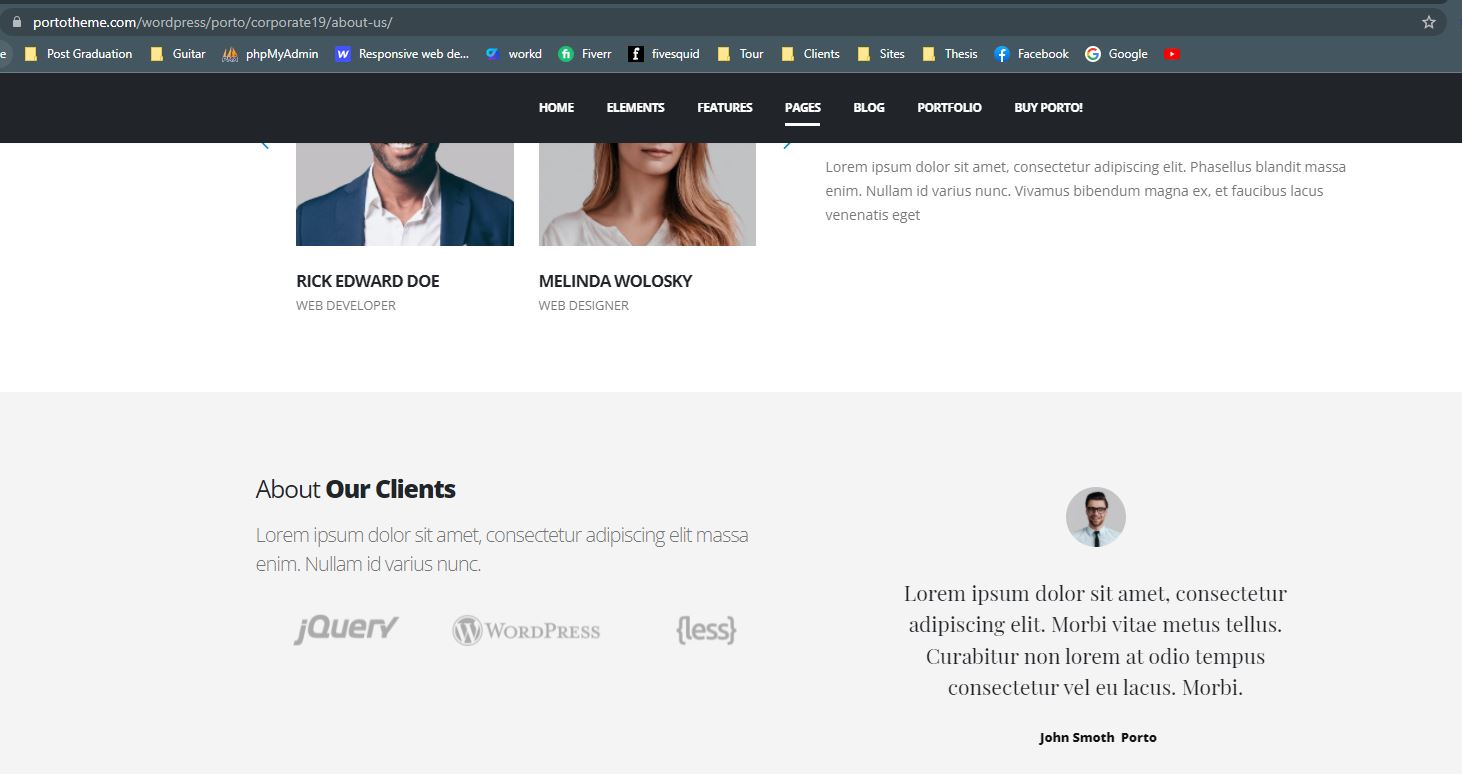 portotheme.com/wordpress/porto/corporate19/about-us/
e Post Graduation Guitar phpMyAdmin Responsive web de... workd Fiverr fivesquid Tour Clients Sites Thesis Facebook Google
HOME ELEMENTS FEATURES PAGES BLOG PORTFOLIO BUY PORTO!
Lorem ipsum dolor sit amet, consectetur adipiscing elit. Phasellus blandit massa
enim. Nullam id varius nunc. Vivamus bibendum magna ex, et faucibus lacus
venenatis eget
RICK EDWARD DOE
WEB DEVELOPER
MELINDA WOLOSKY
WEB DESIGNER
About Our Clients
Lorem ipsum dolor sit amet, consectetur adipiscing elit massa
enim. Nullam id varius nunc.
jQuery WORDPRESS {less}
Lorem ipsum dolor sit amet, consectetur
adipiscing elit. Morbi vitae metus tellus.
Curabitur non lorem at odio tempus
consectetur vel eu lacus. Morbi.
John Smoth Porto